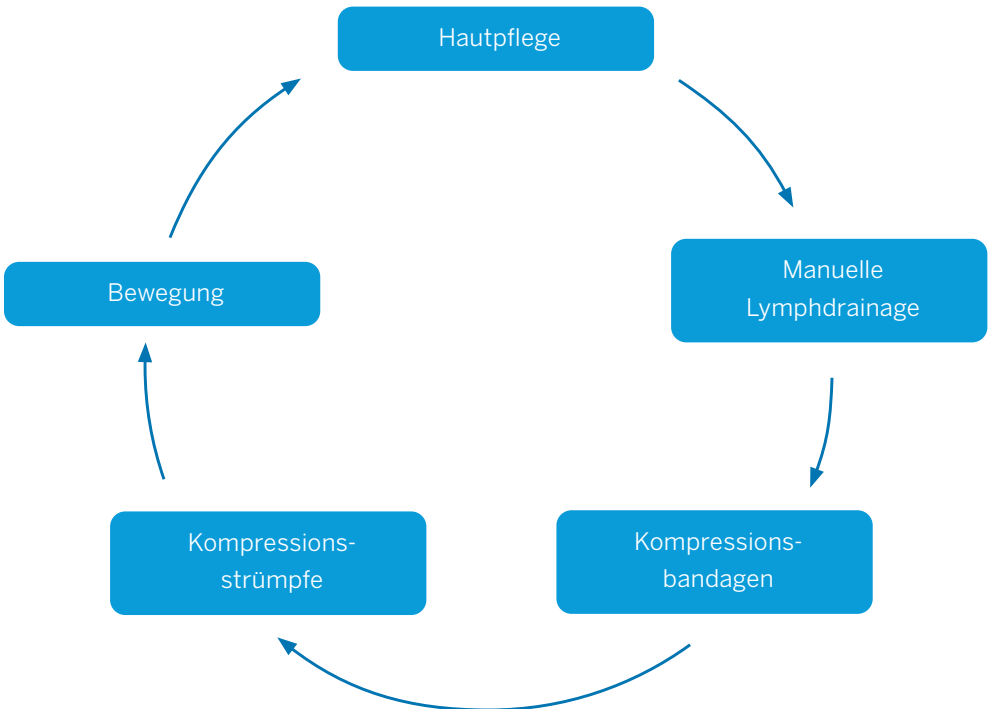 Hautpflege
Manuelle
Lymphdrainage
Kompressions-
bandagen
Kompressions-
strümpfe
Bewegung